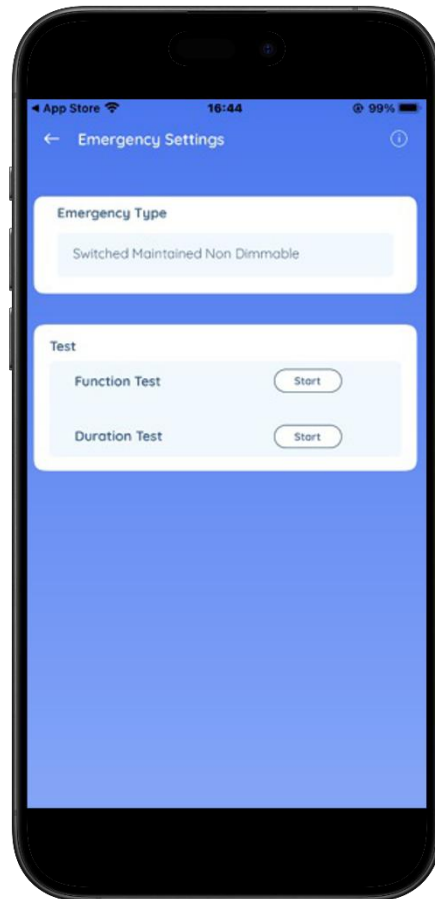 App Store 16:44 99%
Emergency Settings
Emergency Type
Switched Maintained Non Dimmable
Test
Function Test Start
Duration Test Start